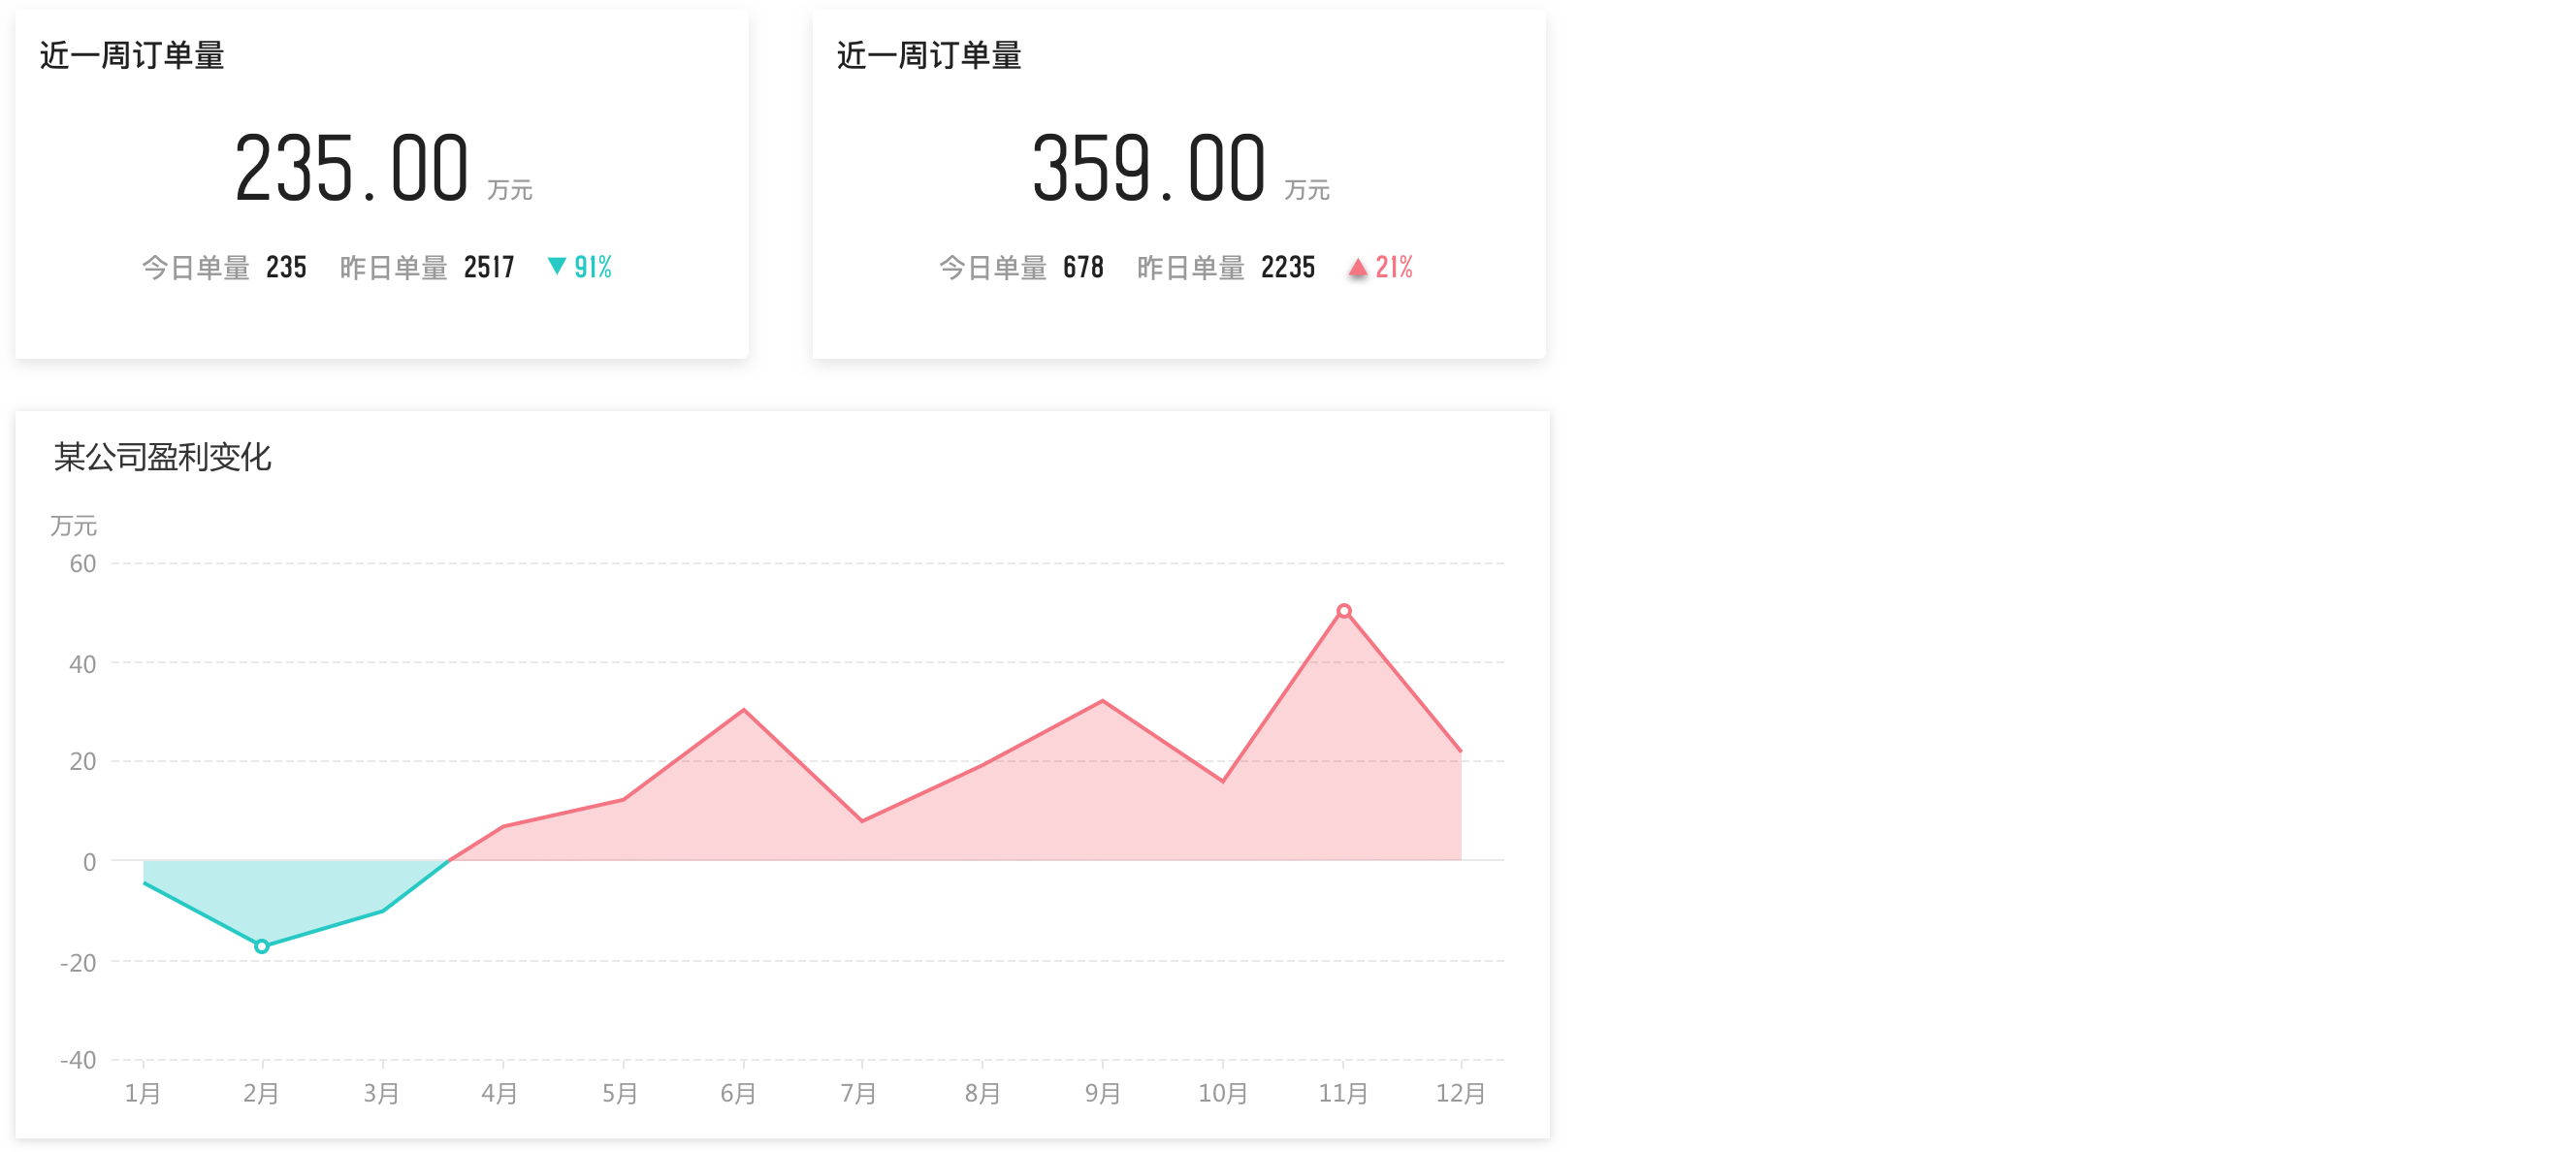 近一周订单量
235.00 万元
今日单量 235 昨日单量 2517 ▼ 91%
近一周订单量
359.00 万元
今日单量 678 昨日单量 2235 ▲ 21%
某公司盈利变化
万元
60
40
20
0
-20
-40
1月 2月 3月 4月 5月 6月 7月 8月 9月 10月 11月 12月